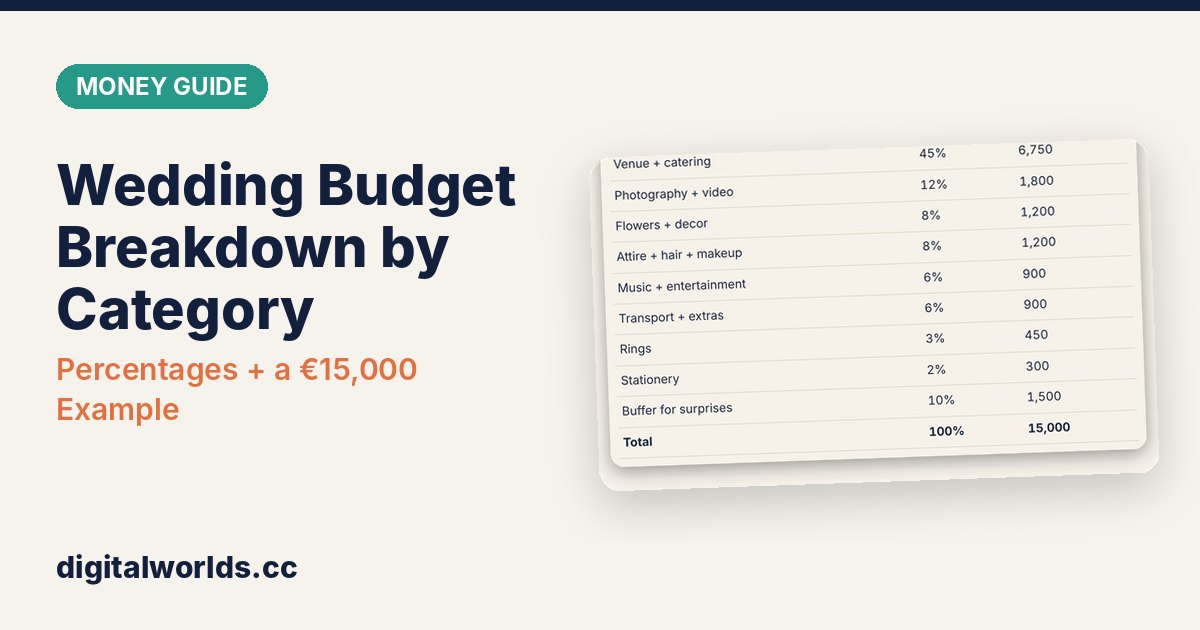 MONEY GUIDE
Wedding Budget
Breakdown by
Category
Percentages + a €15,000
Example
Venue + catering 45% 6,750
Photography + video 12% 1,800
Flowers + decor 8% 1,200
Attire + hair + makeup 8% 1,200
Music + entertainment 6% 900
Transport + extras 6% 900
Rings 3% 450
Stationery 2% 300
Buffer for surprises 10% 1,500
Total 100% 15,000
digitalworlds.cc